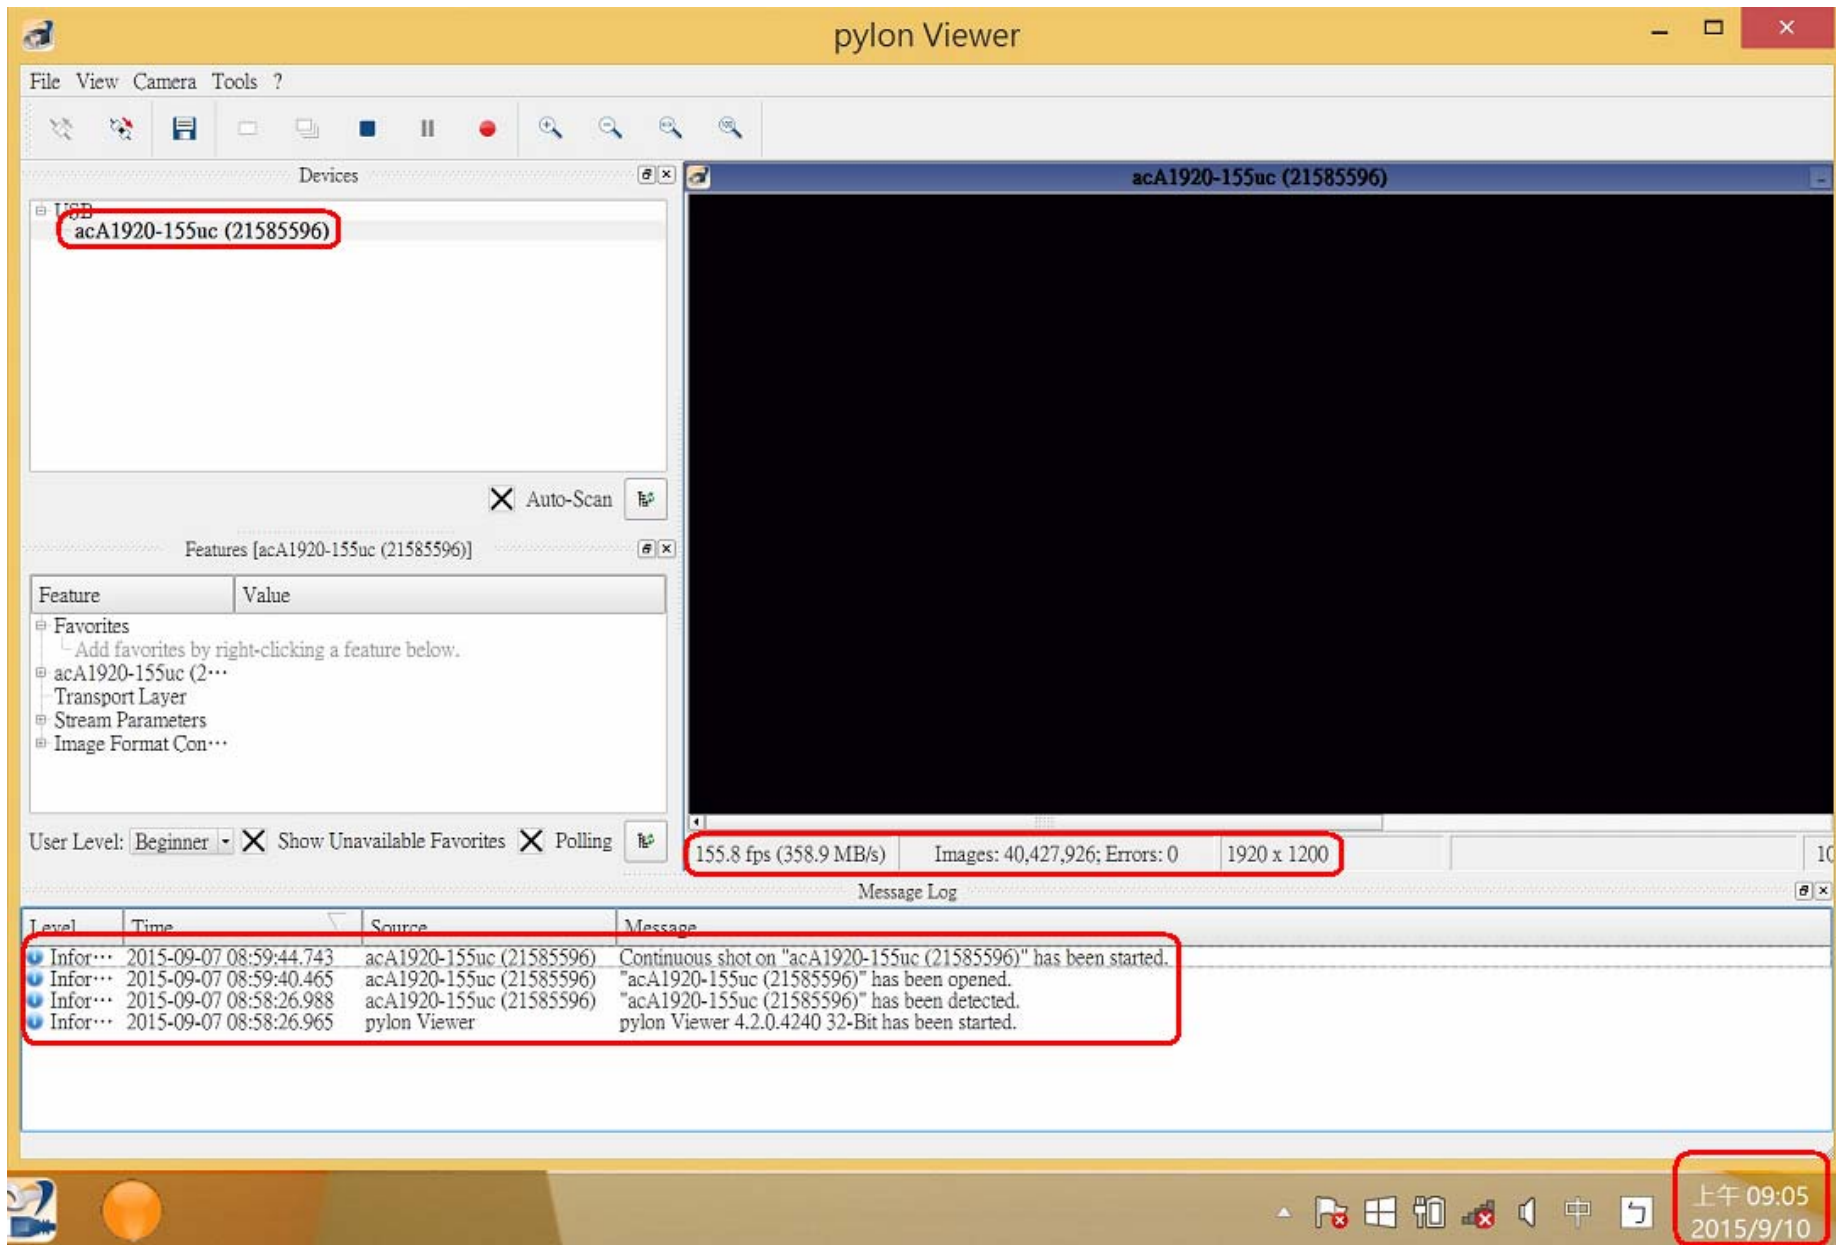 pylon Viewer
File View Camera Tools ?
Devices
acA1920-155uc (21585596)
USB
acA1920-155uc (21585596)
Auto-Scan
Features [acA1920-155uc (21585596)]
Feature Value
Favorites
Add favorites by right-clicking a feature below.
acA1920-155uc (2···
Transport Layer
Stream Parameters
Image Format Con···
User Level: Beginner Show Unavailable Favorites Polling
155.8 fps (358.9 MB/s) Images: 40,427,926; Errors: 0 1920 x 1200 10
Message Log
Level Time Source Message
Infor··· 2015-09-07 08:59:44.743 acA1920-155uc (21585596) Continuous shot on "acA1920-155uc (21585596)" has been started.
Infor··· 2015-09-07 08:59:40.465 acA1920-155uc (21585596) "acA1920-155uc (21585596)" has been opened.
Infor··· 2015-09-07 08:58:26.988 acA1920-155uc (21585596) "acA1920-155uc (21585596)" has been detected.
Infor··· 2015-09-07 08:58:26.965 pylon Viewer pylon Viewer 4.2.0.4240 32-Bit has been started.
中 ㄅ 上午 09:05
2015/9/10